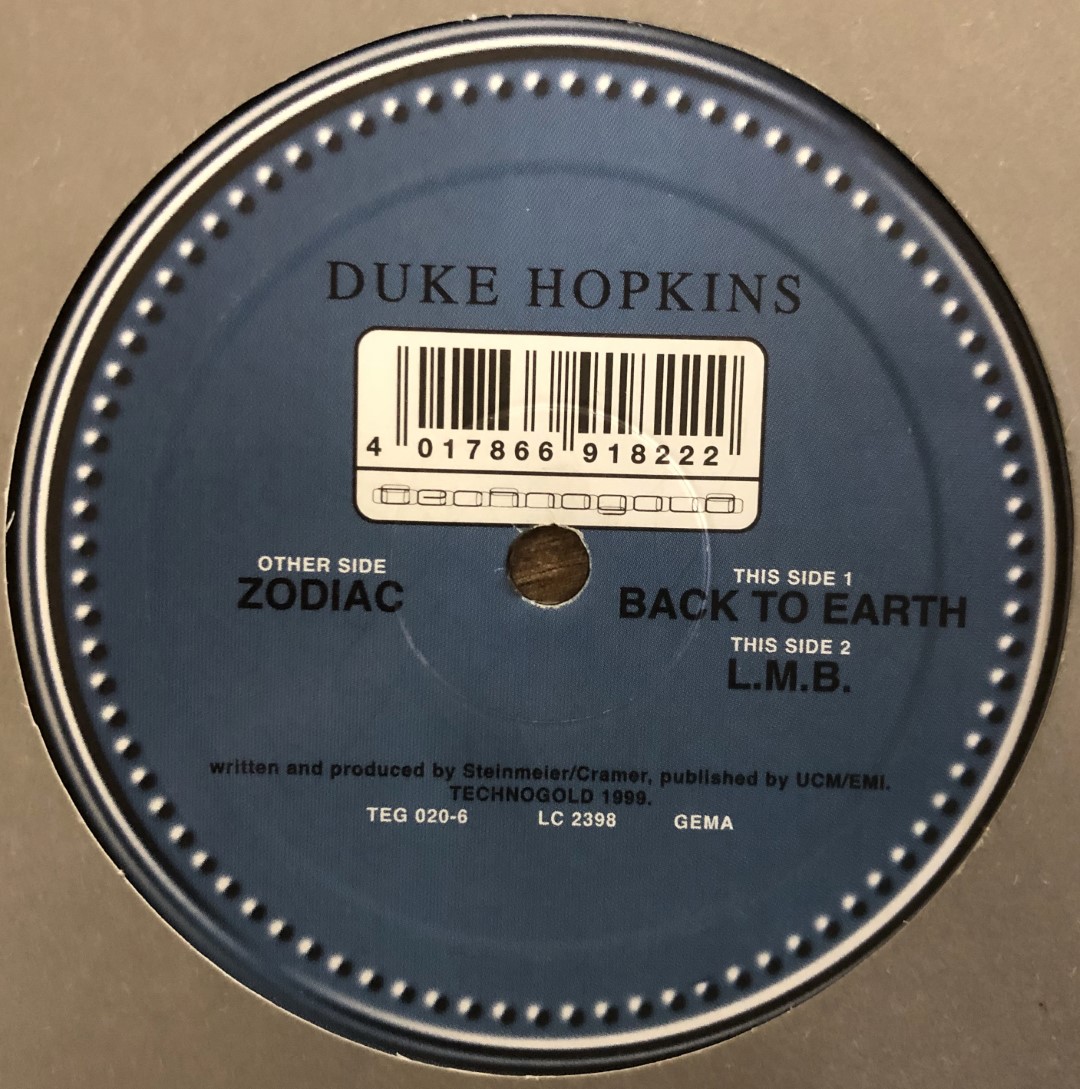 DUKE HOPKINS
4 017866 918222
technogold
OTHER SIDE
ZODIAC
THIS SIDE 1
BACK TO EARTH
THIS SIDE 2
L.M.B.
written and produced by Steinmeier/Cramer, published by UCM/EMI.
TECHNOGOLD 1999.
TEG 020-6 LC 2398 GEMA